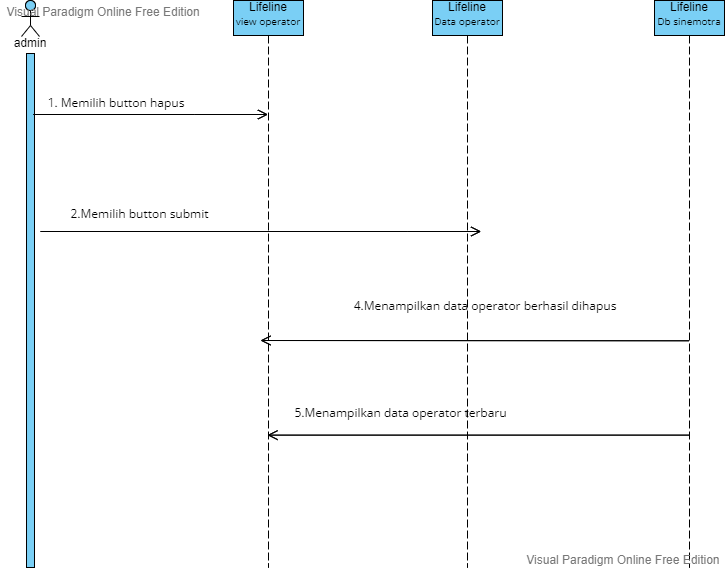 Visual Paradigm Online Free Edition
Lifeline
view operator
Lifeline
Data operator
Lifeline
Db sinemotra
admin
1. Memilih button hapus
2.Memilih button submit
4.Menampilkan data operator berhasil dihapus
5.Menampilkan data operator terbaru
Visual Paradigm Online Free Edition